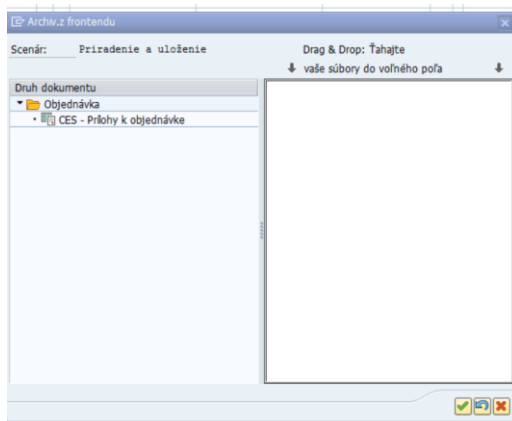 Archiv.z frontendu
Scenár: Priradenie a uloženie
Drag & Drop: Ťahajte
vaše súbory do voľného poľa
Druh dokumentu
Objednávka
CES - Prílohy k objednávke